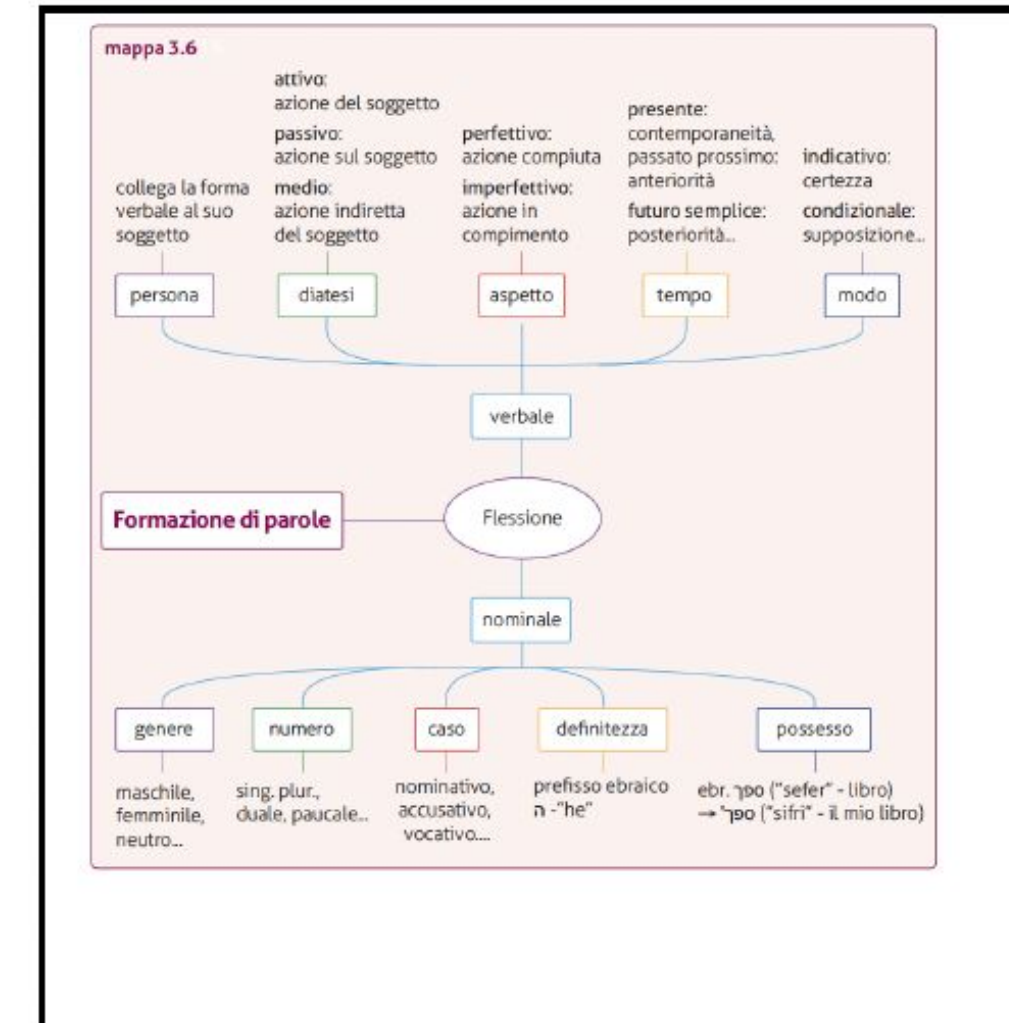 mappa 3.6
collega la forma
verbale al suo
soggetto
persona
attivo:
azione del soggetto
passivo:
azione sul soggetto
medio:
azione indiretta
del soggetto
diatesi
perfettivo:
azione compiuta
imperfettivo:
azione in
compimento
aspetto
presente:
contemporaneità,
passato prossimo:
anteriorità
futuro semplice:
posteriorità...
tempo
indicativo:
certezza
condizionale:
supposizione...
modo
verbale
Formazione di parole
Flessione
nominale
genere
maschile,
femminile,
neutro...
numero
sing. plur.,
duale, paucale...
caso
nominativo,
accusativo,
vocativo....
definitezza
prefisso ebraico
ה -"he"
possesso
ebr. ספר ("sefer" - libro)
→ ספר' ("sifri" - il mio libro)